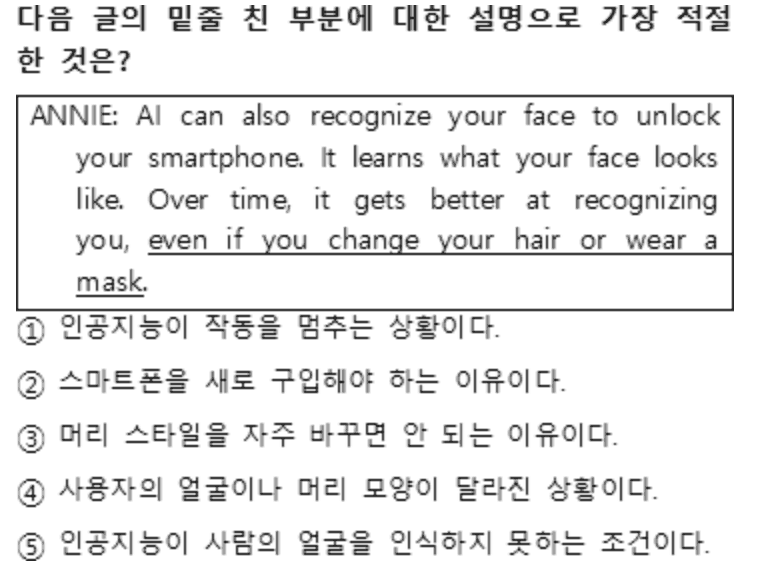 다음 글의 밑줄 친 부분에 대한 설명으로 가장 적절
한 것은?
ANNIE: AI can also recognize your face to unlock
your smartphone. It learns what your face looks
like. Over time, it gets better at recognizing
you, even if you change your hair or wear a
mask.
① 인공지능이 작동을 멈추는 상황이다.
② 스마트폰을 새로 구입해야 하는 이유이다.
③ 머리 스타일을 자주 바꾸면 안 되는 이유이다.
④ 사용자의 얼굴이나 머리 모양이 달라진 상황이다.
⑤ 인공지능이 사람의 얼굴을 인식하지 못하는 조건이다.